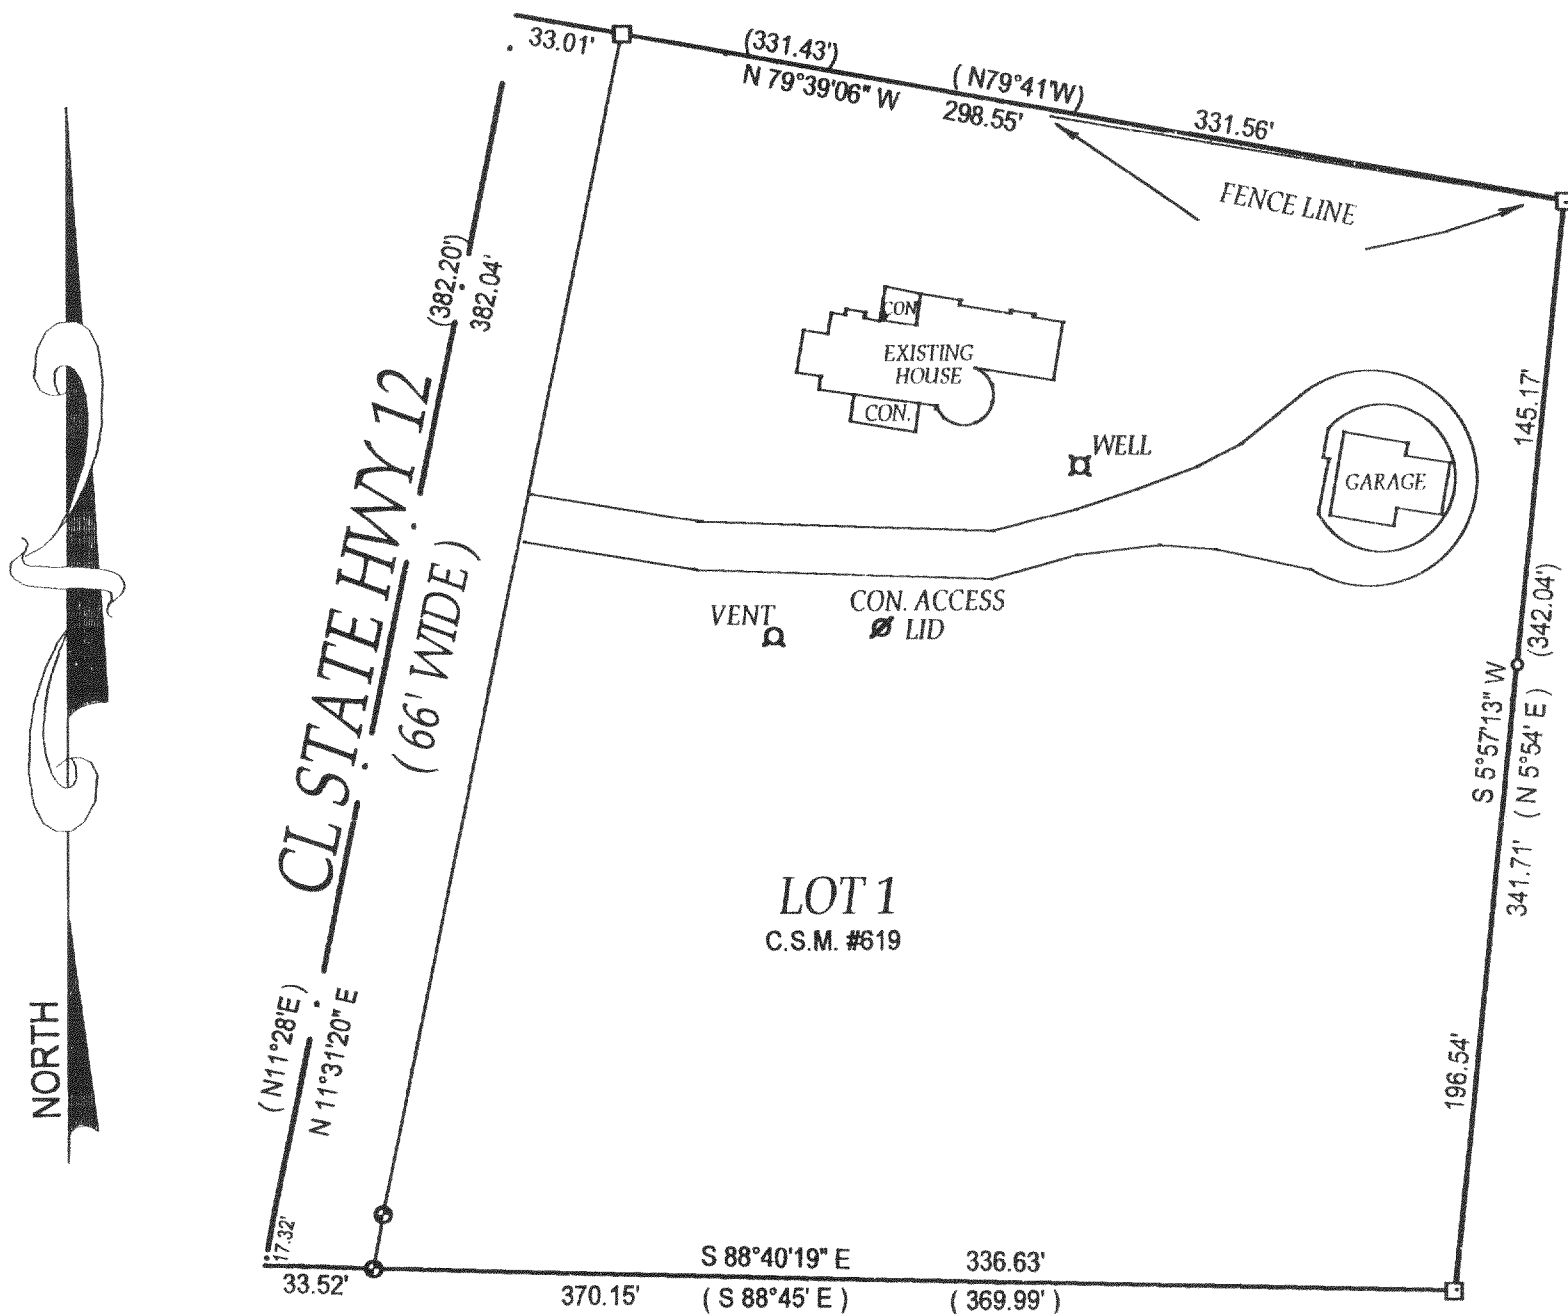 33.01'
(331.43')
N 79°39'06" W
( N79°41'W)
298.55'
331.56'
FENCE LINE
(382.20')
382.04'
CON
EXISTING
HOUSE
CON.
WELL
GARAGE
145.17'
CL STATE HWY 12
( 66' WIDE )
VENT
CON. ACCESS
LID
(342.04')
S 5°57'13" W
( N 5°54' E )
341.71'
LOT 1
C.S.M. #619
NORTH
( N11°28'E )
N 11°31'20" E
196.54'
17.32'
33.52'
S 88°40'19" E
336.63'
370.15'
( S 88°45' E )
( 369.99' )